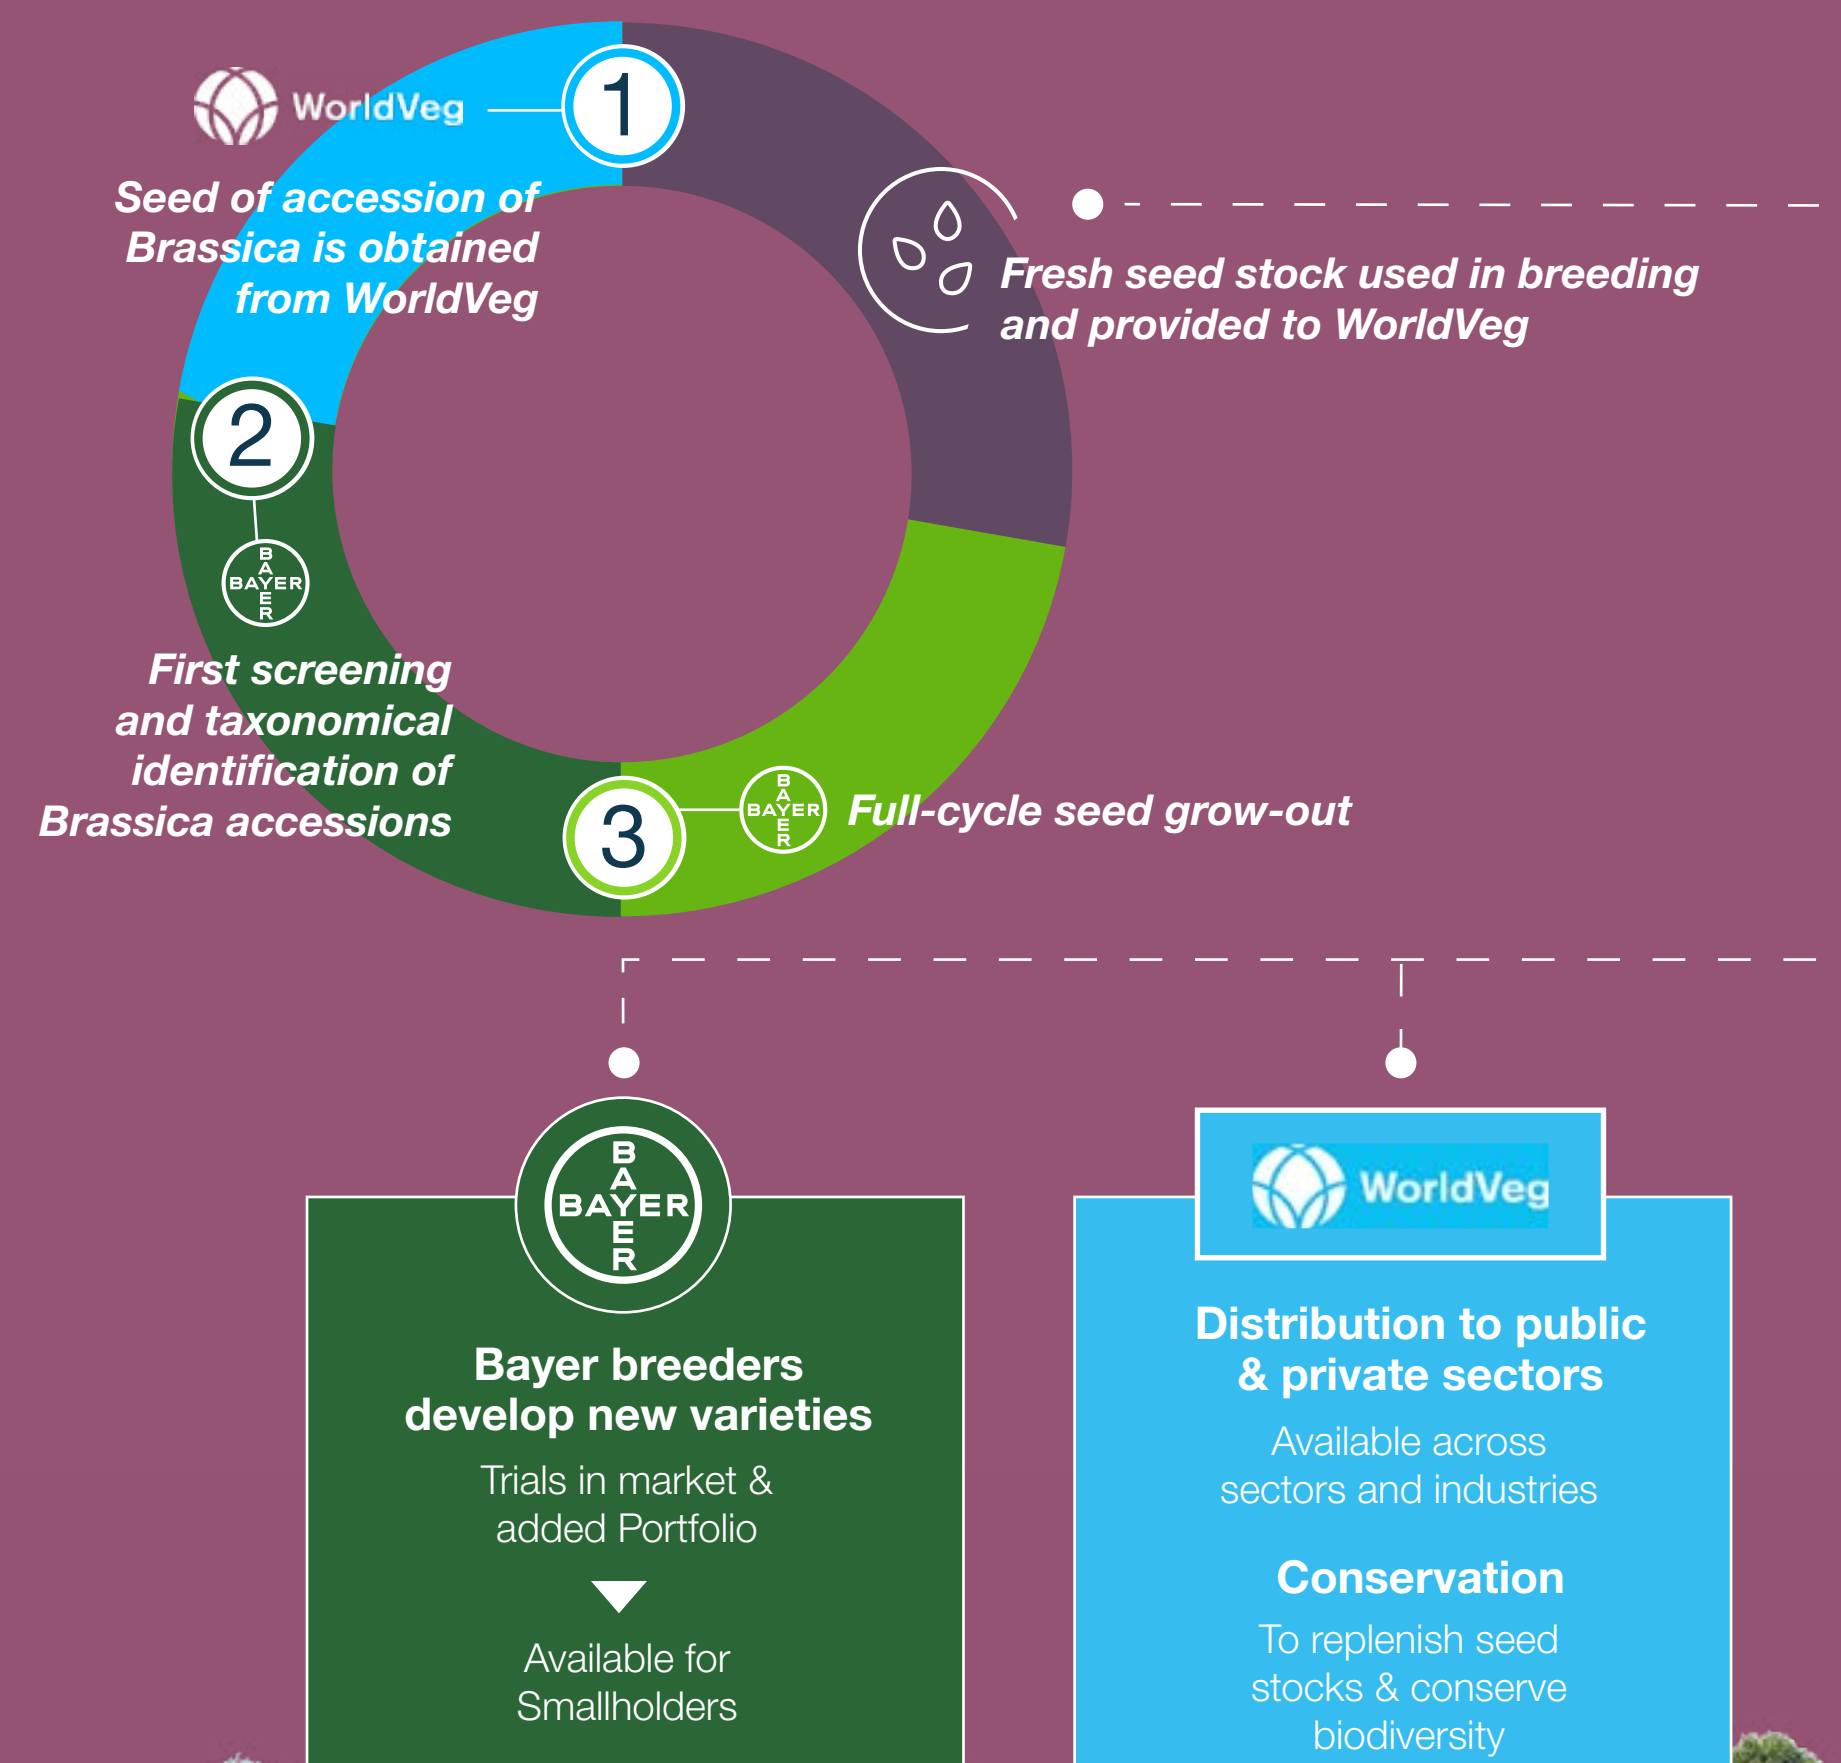 1
WorldVeg
Seed of accession of
Brassica is obtained
from WorldVeg
Fresh seed stock used in breeding
and provided to WorldVeg
2
BAYER
BAYER
First screening
and taxonomical
identification of
Brassica accessions
3
BAYER
BAYER
Full-cycle seed grow-out
BAYER
BAYER
Bayer breeders
develop new varieties
Trials in market &
added Portfolio
Available for
Smallholders
WorldVeg
Distribution to public
& private sectors
Available across
sectors and industries
Conservation
To replenish seed
stocks & conserve
biodiversity